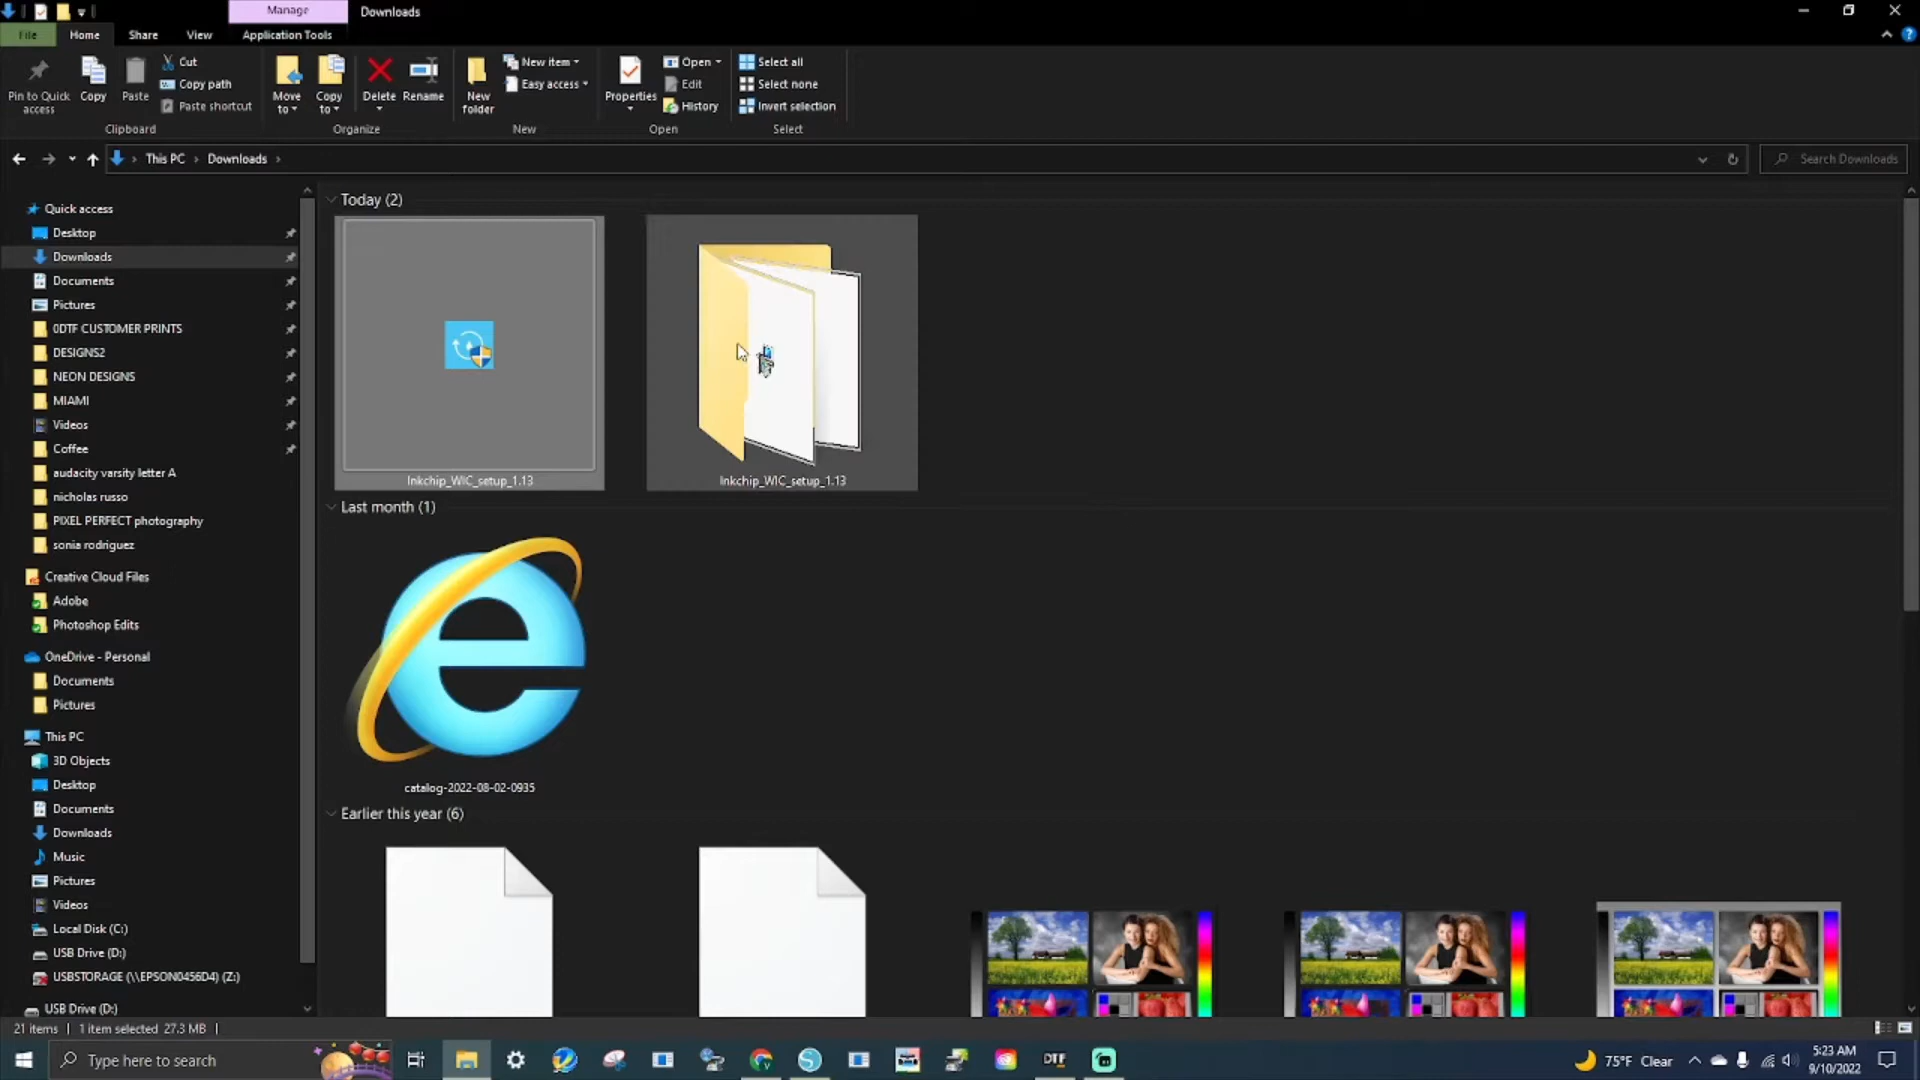 Manage
Downloads
File
Home
Share
View
Application Tools
Pin to Quick access
Copy
Paste
Cut
Copy path
Paste shortcut
Clipboard
Move to
Copy to
Delete
Rename
Organize
New folder
New item
Easy access
New
Properties
Open
Edit
History
Open
Select all
Select none
Invert selection
Select
This PC
Downloads
Search Downloads
Quick access
Desktop
Downloads
Documents
Pictures
0DTF CUSTOMER PRINTS
DESIGNS2
NEON DESIGNS
MIAMI
Videos
Coffee
audacity varsity letter A
nicholas russo
PIXEL PERFECT photography
sonia rodriguez
Creative Cloud Files
Adobe
Photoshop Edits
OneDrive - Personal
Documents
Pictures
This PC
3D Objects
Desktop
Documents
Downloads
Music
Pictures
Videos
Local Disk (C:)
USB Drive (D:)
USBSTORAGE (\\EPSON0456D4) (Z:)
USB Drive (D:)
Today (2)
Inkchip_WIC_setup_1.13
Inkchip_WIC_setup_1.13
Last month (1)
catalog-2022-08-02-0935
Earlier this year (6)
21 items
1 item selected 27.3 MB
Type here to search
DTF
75°F Clear
5:23 AM
9/10/2022